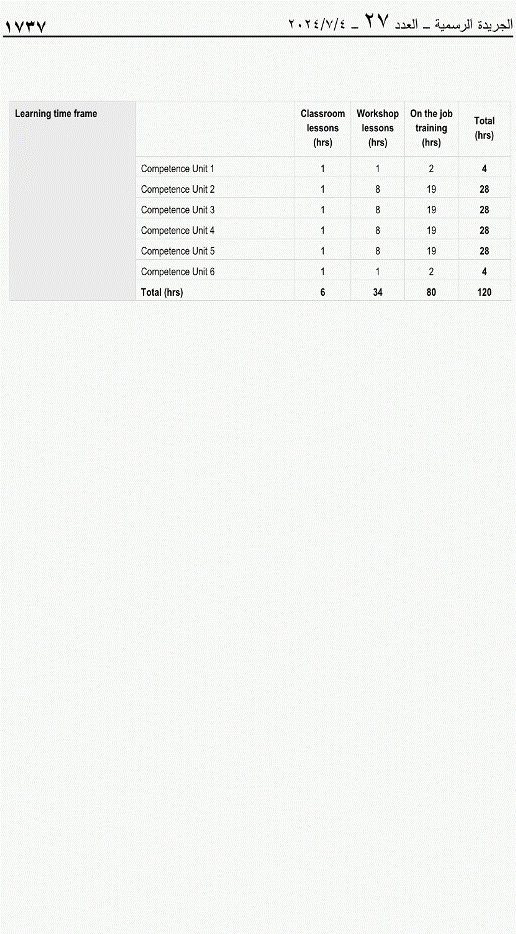 الجريدة الرسمية – العدد ٢٧ – ٢٠٢٤/٧/٤ ١٧٣٧
Learning time frame
Classroom lessons (hrs) Workshop lessons (hrs) On the job training (hrs) Total (hrs)
Competence Unit 1 1 1 2 4
Competence Unit 2 1 8 19 28
Competence Unit 3 1 8 19 28
Competence Unit 4 1 8 19 28
Competence Unit 5 1 8 19 28
Competence Unit 6 1 1 2 4
Total (hrs) 6 34 80 120